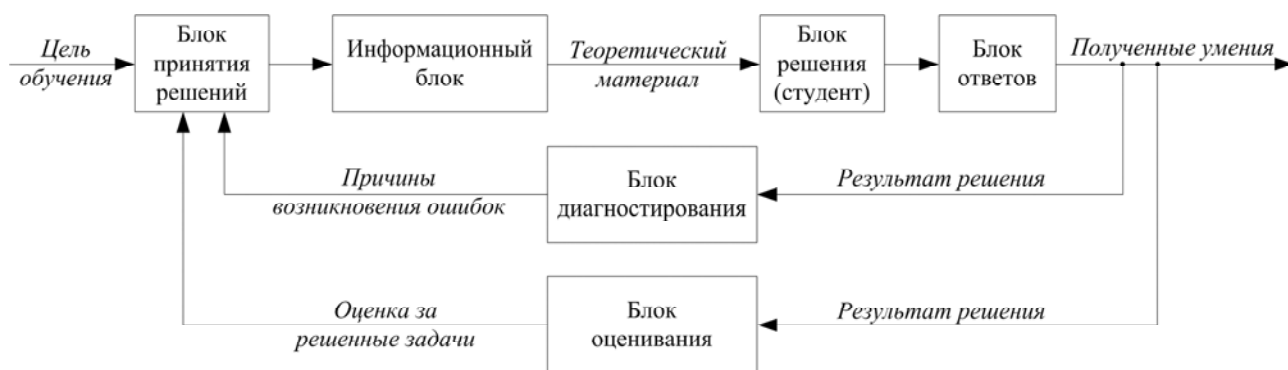 Цель
обучения
Блок
принятия
решений
Информационный
блок
Теоретический
материал
Блок
решения
(студент)
Блок
ответов
Полученные умения
Причины
возникновения ошибок
Блок
диагностирования
Результат решения
Оценка за
решенные задачи
Блок
оценивания
Результат решения